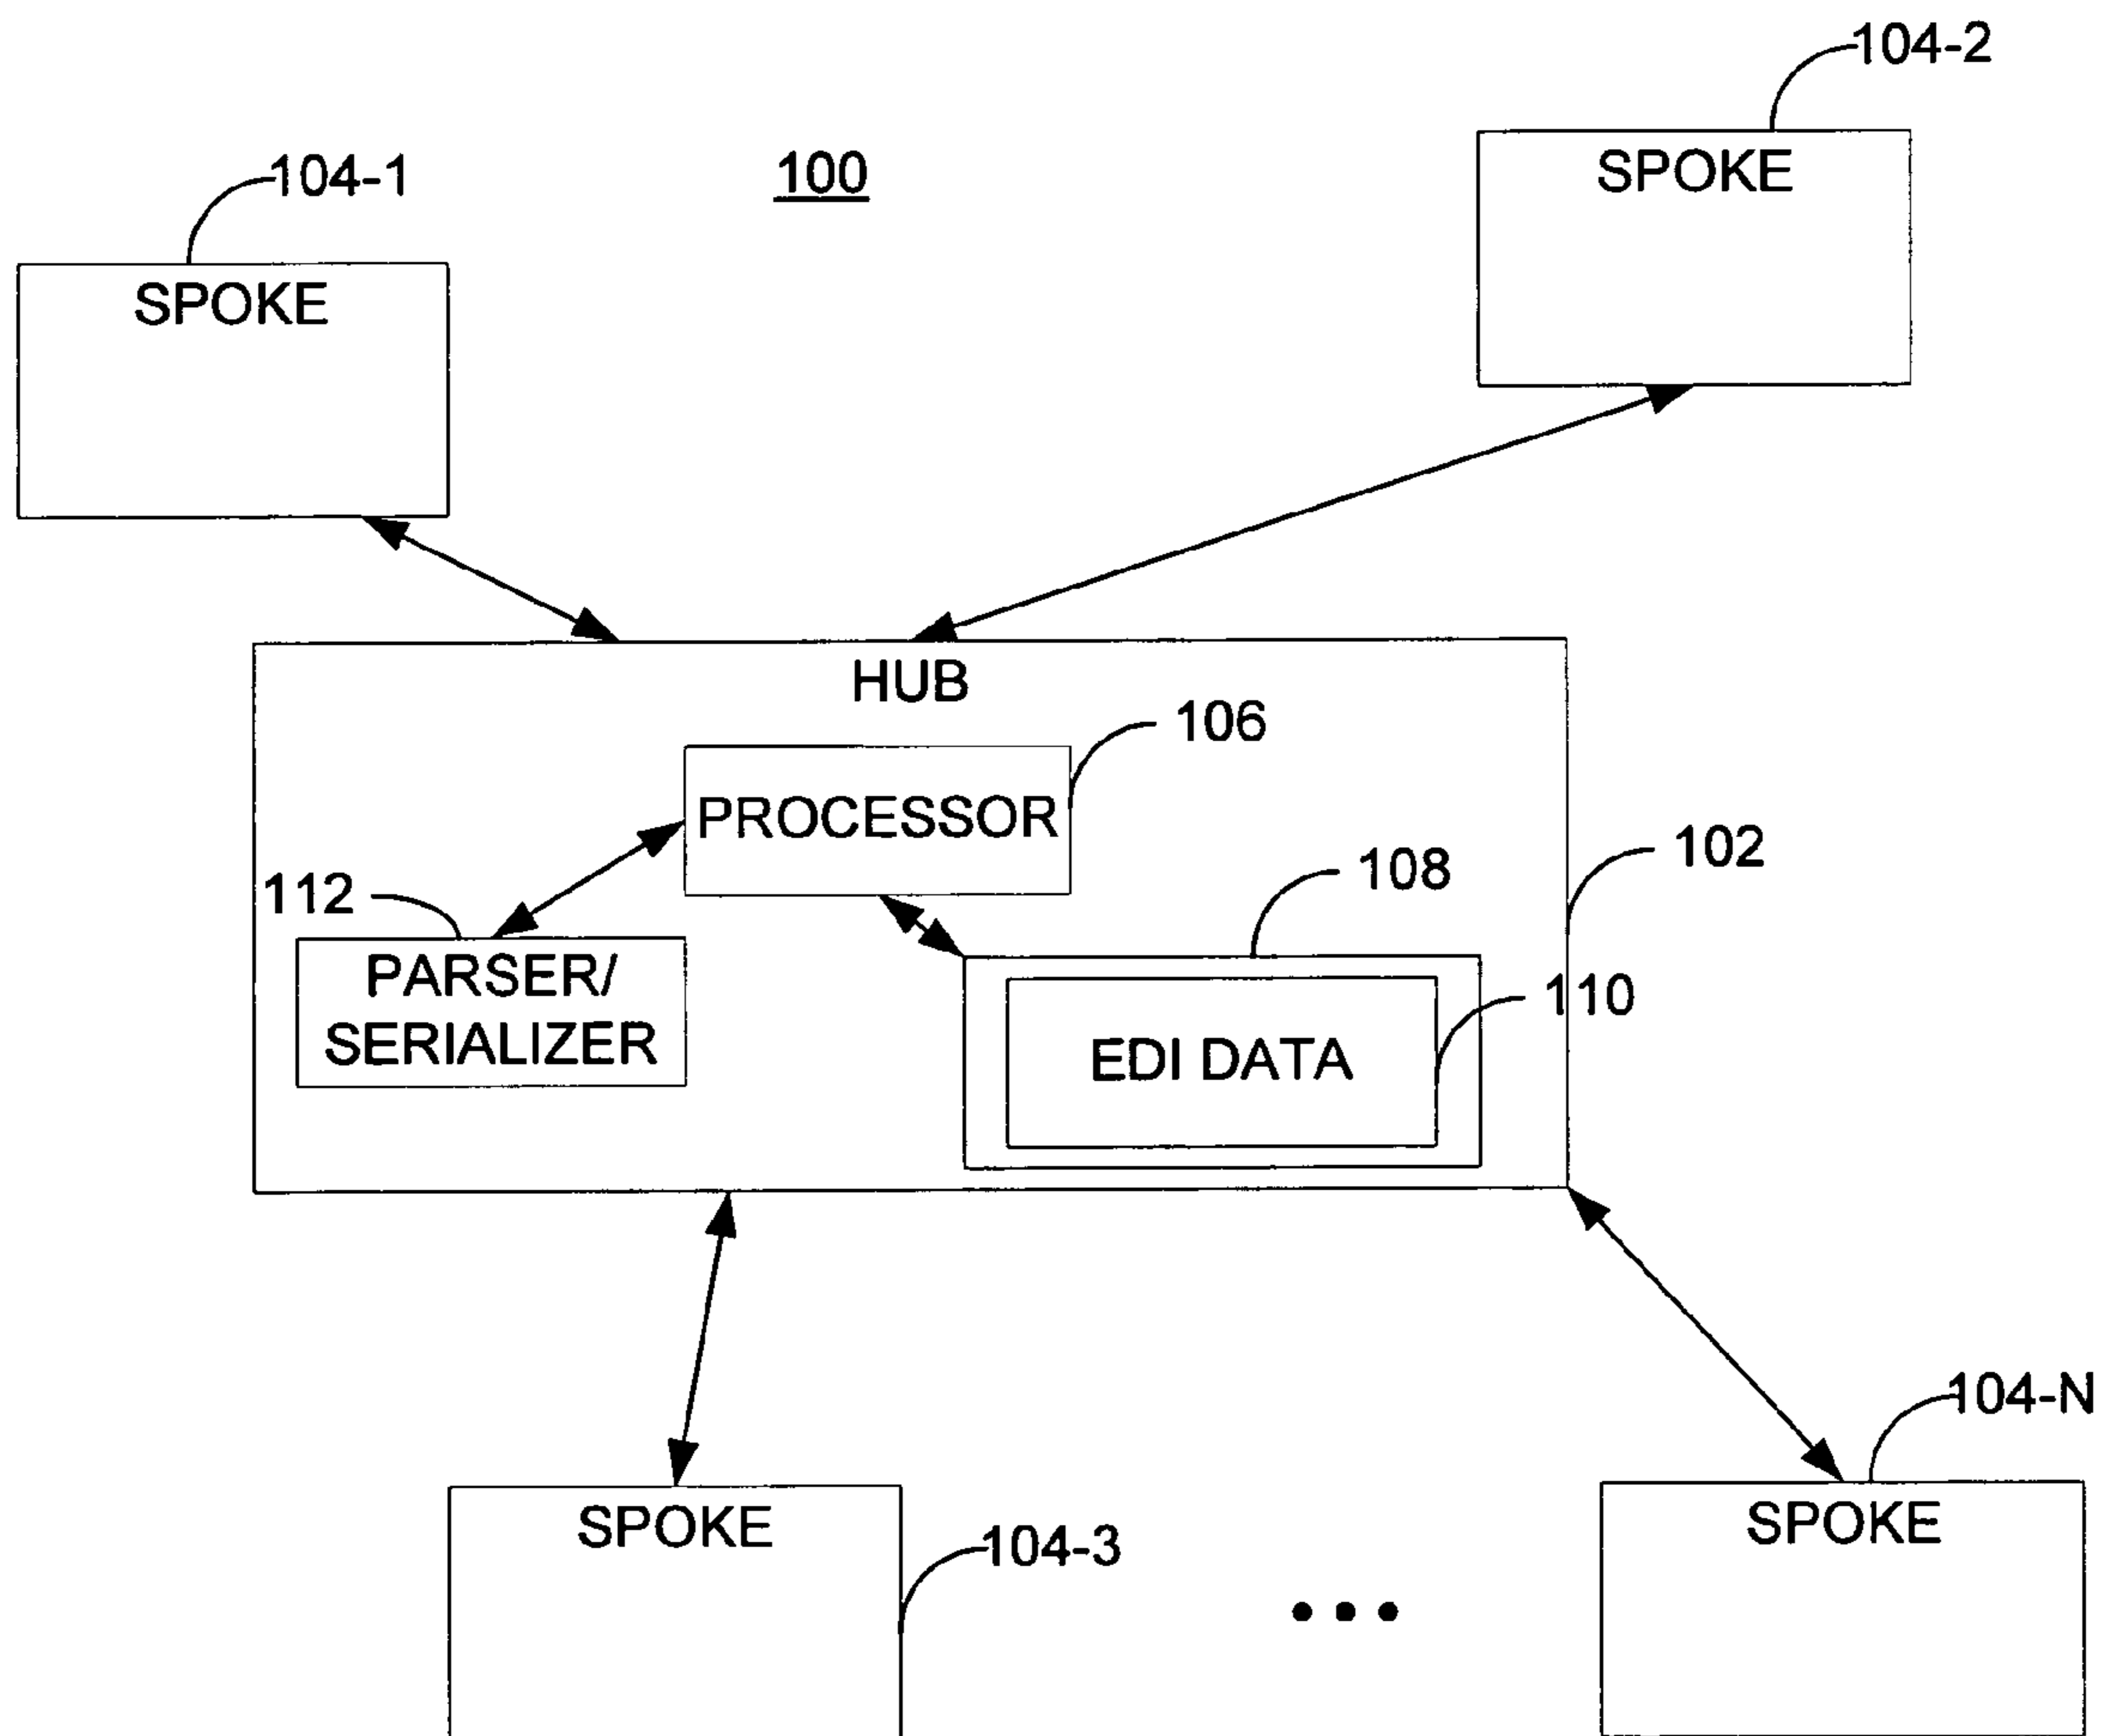 104-2
SPOKE
104-1
100
SPOKE
HUB
106
PROCESSOR
102
108
112
PARSER/
SERIALIZER
110
EDI DATA
104-N
SPOKE
SPOKE
104-3